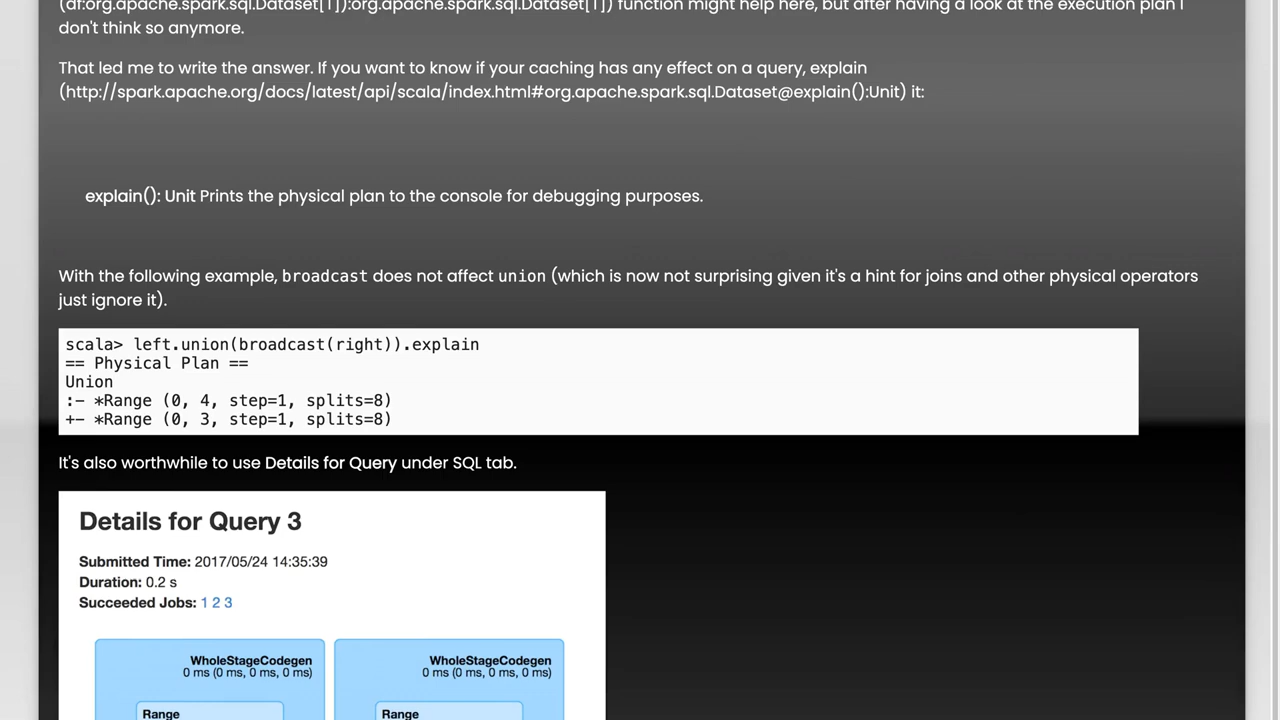 (df:org.apache.spark.sql.Dataset[T]):org.apache.spark.sql.Dataset[T]) function might help here, but after having a look at the execution plan I
don't think so anymore.
That led me to write the answer. If you want to know if your caching has any effect on a query, explain
(http://spark.apache.org/docs/latest/api/scala/index.html#org.apache.spark.sql.Dataset@explain():Unit) it:
explain(): Unit Prints the physical plan to the console for debugging purposes.
With the following example, broadcast does not affect union (which is now not surprising given it's a hint for joins and other physical operators
just ignore it).
scala> left.union(broadcast(right)).explain
== Physical Plan ==
Union
:- *Range (0, 4, step=1, splits=8)
+- *Range (0, 3, step=1, splits=8)
It's also worthwhile to use Details for Query under SQL tab.
Details for Query 3
Submitted Time: 2017/05/24 14:35:39
Duration: 0.2 s
Succeeded Jobs: 1 2 3
WholeStageCodegen
0 ms (0 ms, 0 ms, 0 ms)
Range
WholeStageCodegen
0 ms (0 ms, 0 ms, 0 ms)
Range